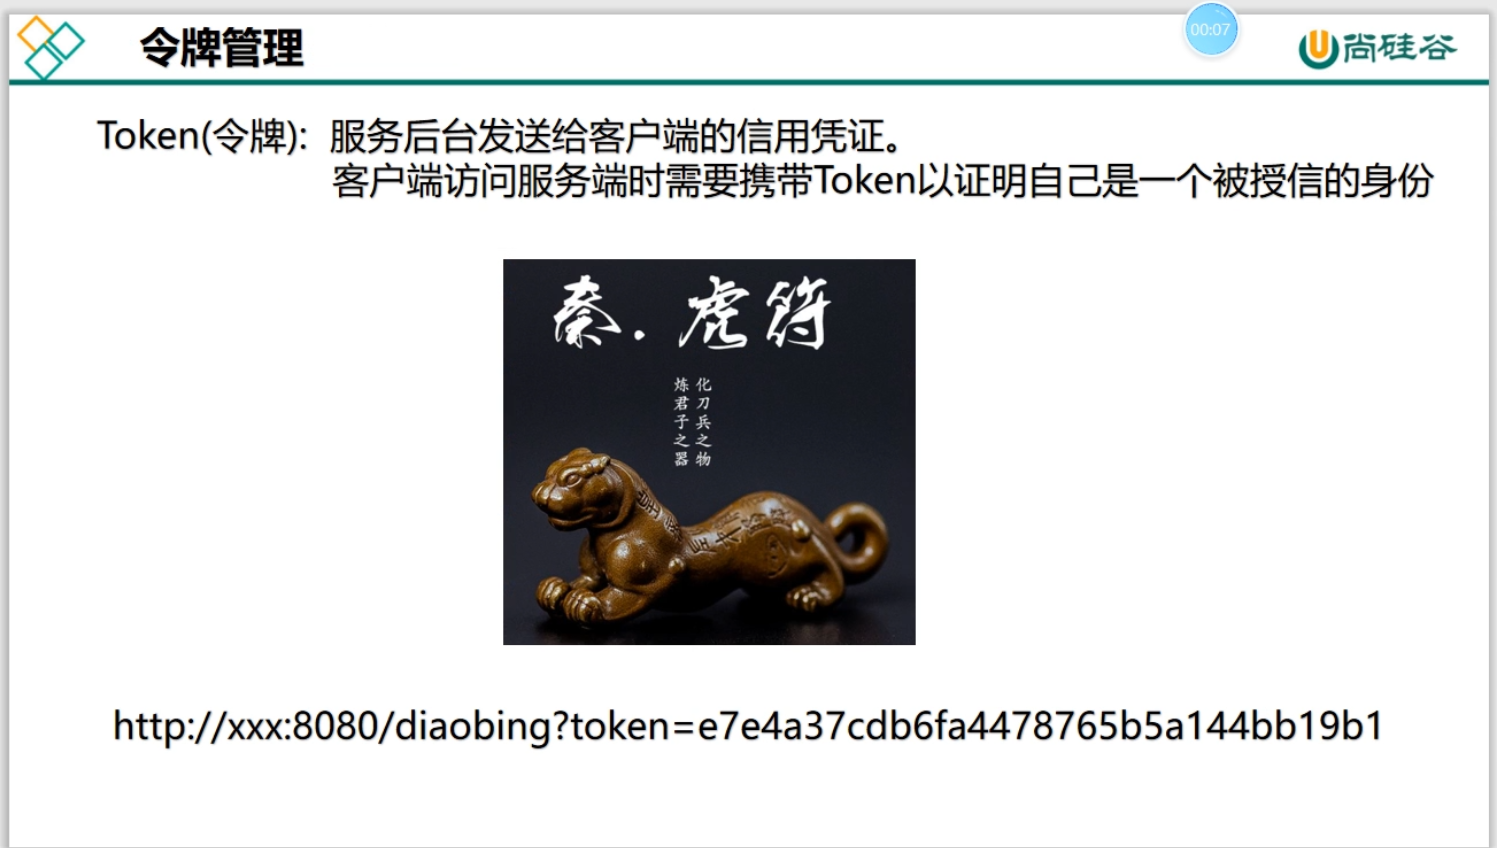 令牌管理
00:07
尚硅谷
Token(令牌)：服务后台发送给客户端的信用凭证。
客户端访问服务端时需要携带Token以证明自己是一个被授信的身份
秦·虎符
化刀兵之物
炼君子之器
http://xxx:8080/diaobing?token=e7e4a37cdb6fa4478765b5a144bb19b1